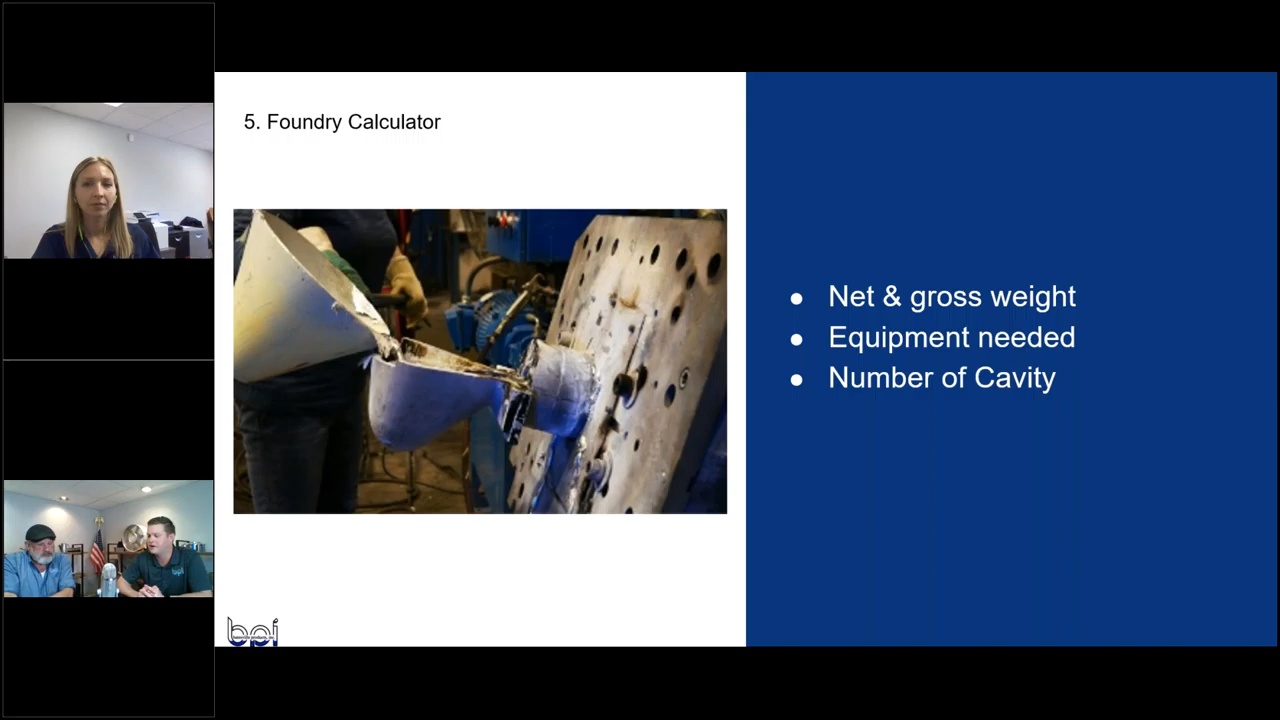 5. Foundry Calculator
● Net & gross weight
● Equipment needed
● Number of Cavity
bpi